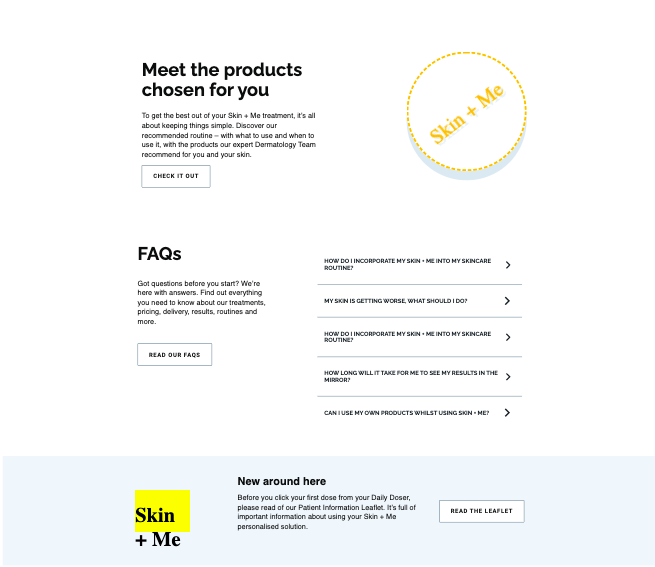 Meet the products
chosen for you
Skin + Me
To get the best out of your Skin + Me treatment, it's all
about keeping things simple. Discover our
recommended routine – with what to use and when to
use it, with the products our expert Dermatology Team
recommend for you and your skin.
CHECK IT OUT
FAQs
Got questions before you start? We're
here with answers. Find out everything
you need to know about our treatments,
pricing, delivery, results, routines and
more.
READ OUR FAQS
HOW DO I INCORPORATE MY SKIN + ME INTO MY SKINCARE
ROUTINE?
MY SKIN IS GETTING WORSE, WHAT SHOULD I DO?
HOW DO I INCORPORATE MY SKIN + ME INTO MY SKINCARE
ROUTINE?
HOW LONG WILL IT TAKE FOR ME TO SEE MY RESULTS IN THE
MIRROR?
CAN I USE MY OWN PRODUCTS WHILST USING SKIN + ME?
Skin
+ Me
New around here
Before you click your first dose from your Daily Doser,
please read of our Patient Information Leaflet. It's full of
important information about using your Skin + Me
personalised solution.
READ THE LEAFLET